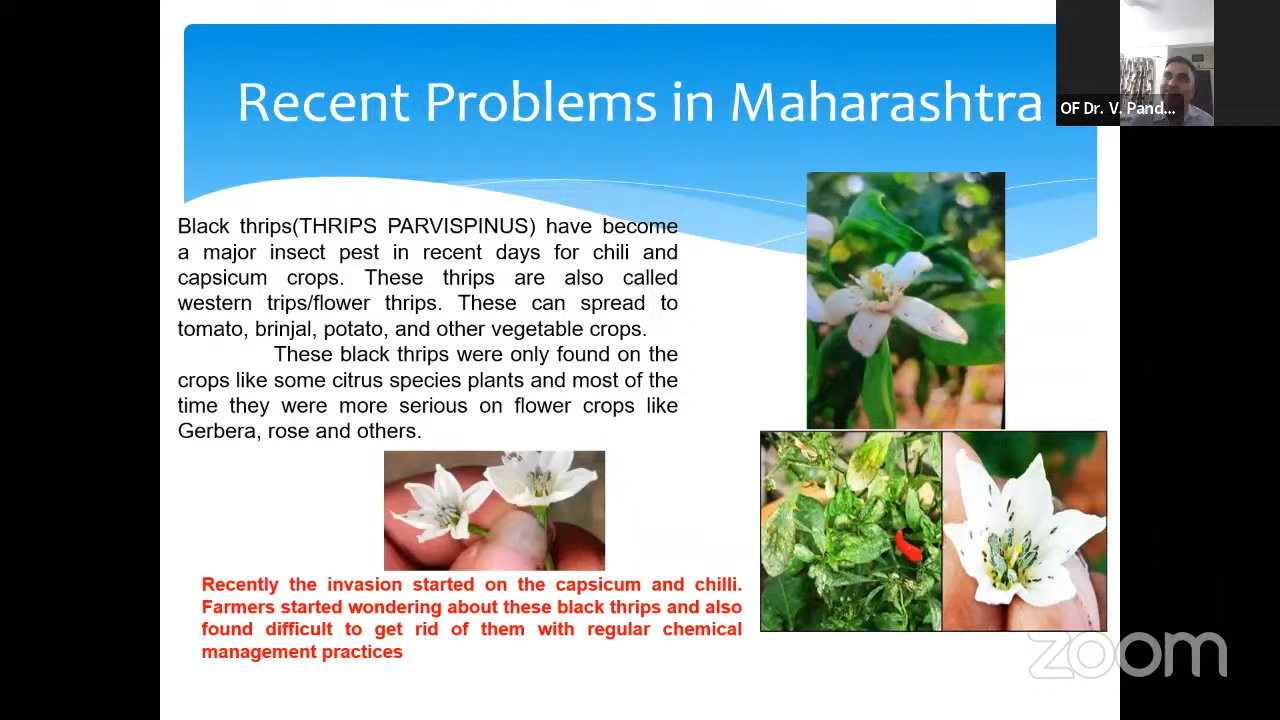 Recent Problems in Maharashtra
OF Dr. V. Pand...
Black thrips(THRIPS PARVISPINUS) have become
a major insect pest in recent days for chili and
capsicum crops. These thrips are also called
western trips/flower thrips. These can spread to
tomato, brinjal, potato, and other vegetable crops.
These black thrips were only found on the
crops like some citrus species plants and most of the
time they were more serious on flower crops like
Gerbera, rose and others.
Recently the invasion started on the capsicum and chilli.
Farmers started wondering about these black thrips and also
found difficult to get rid of them with regular chemical
management practices
zoom